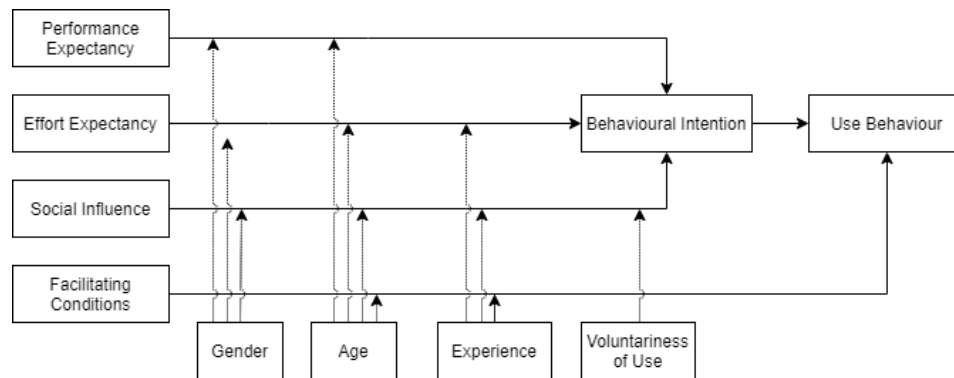 Performance
Expectancy
Effort Expectancy
Behavioural Intention
Use Behaviour
Social Influence
Facilitating
Conditions
Gender
Age
Experience
Voluntariness
of Use